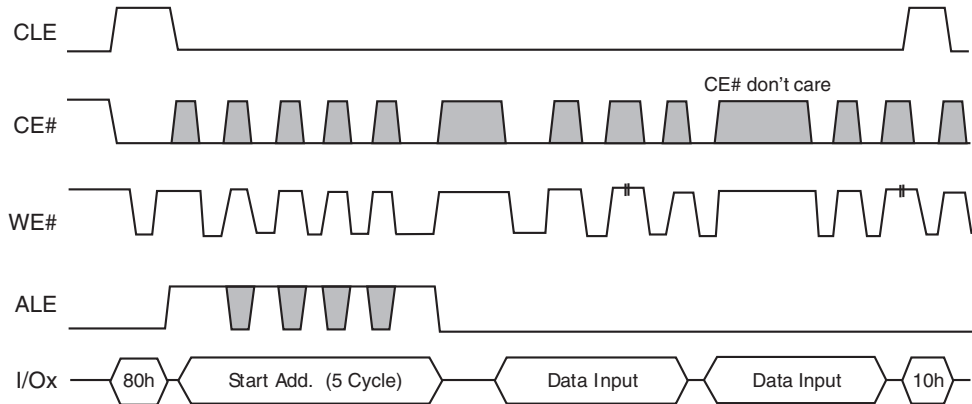 CLE
CE# don't care
CE#
WE#
ALE
I/Ox 80h Start Add. (5 Cycle) Data Input Data Input 10h